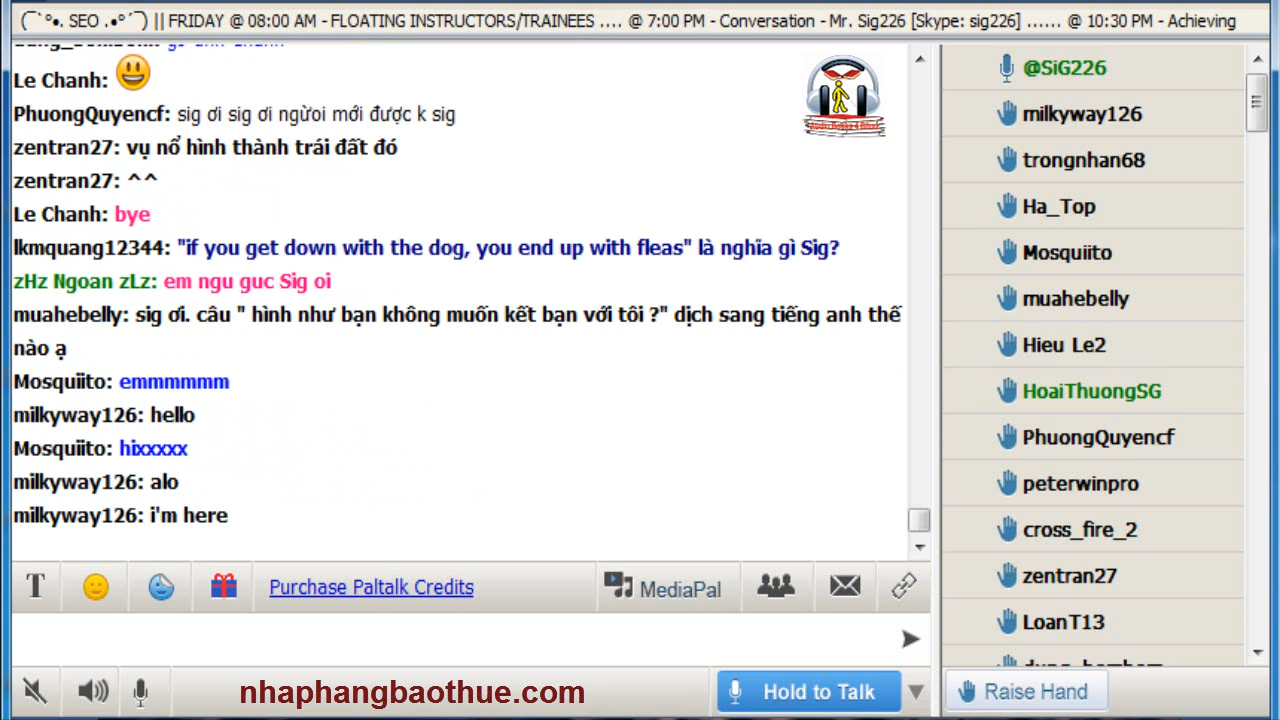 (¯`°•. SEO .•°´¯) || FRIDAY @ 08:00 AM - FLOATING INSTRUCTORS/TRAINEES .... @ 7:00 PM - Conversation - Mr. Sig226 [Skype: sig226] ...... @ 10:30 PM - Achieving
Le Chanh:
PhuongQuyencf: sig ơi sig ơi ngừoi mới được k sig
zentran27: vụ nổ hình thành trái đất đó
zentran27: ^^
Le Chanh: bye
lkmquang12344: "if you get down with the dog, you end up with fleas" là nghĩa gì Sig?
zHz Ngoan zLz: em ngu guc Sig oi
muahebelly: sig ơi. câu " hình như bạn không muốn kết bạn với tôi ?" dịch sang tiếng anh thế
nào ạ
Mosquiito: emmmmmm
milkyway126: hello
Mosquiito: hixxxxx
milkyway126: alo
milkyway126: i'm here
@SiG226
milkyway126
trongnhan68
Ha_Top
Mosquiito
muahebelly
Hieu Le2
HoaiThuongSG
PhuongQuyencf
peterwinpro
cross_fire_2
zentran27
LoanT13
T
Purchase Paltalk Credits
MediaPal
nhaphangbaothue.com
Hold to Talk
Raise Hand